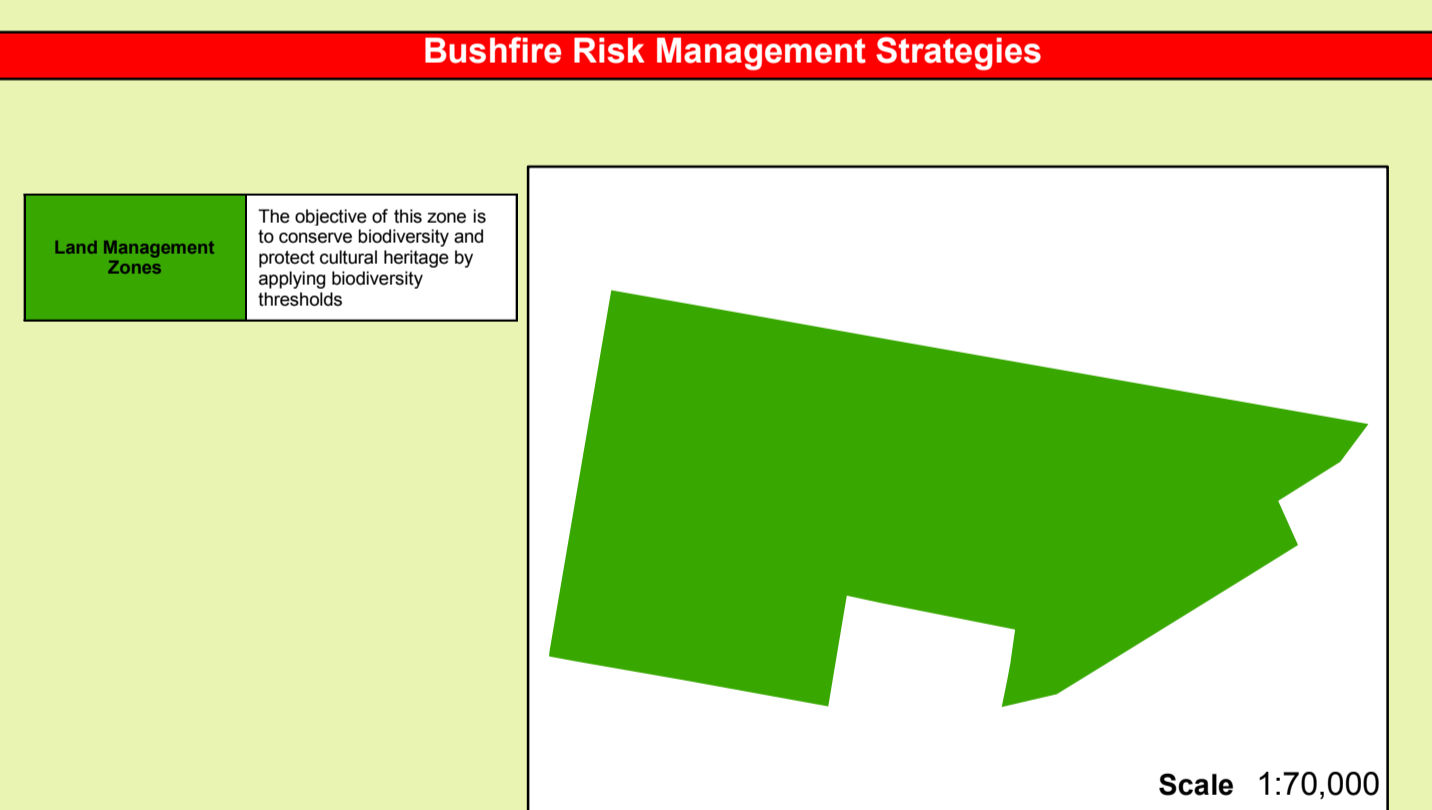 Bushfire Risk Management Strategies
Land Management
Zones
The objective of this zone is
to conserve biodiversity and
protect cultural heritage by
applying biodiversity
thresholds
Scale 1:70,000